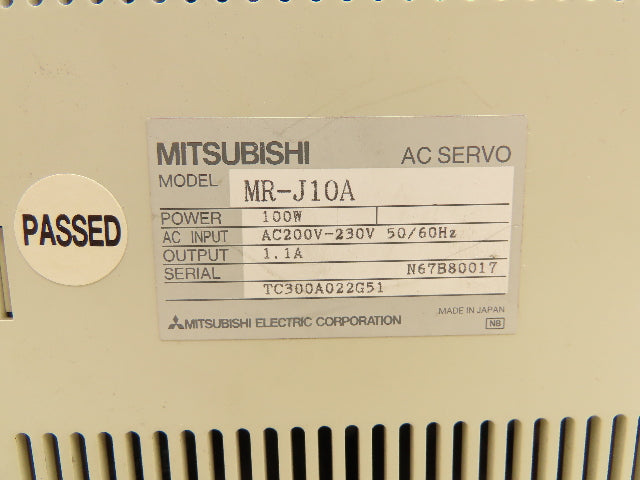 MITSUBISHI AC SERVO
MODEL MR-J10A
POWER 100W
AC INPUT AC200V-230V 50/60Hz
OUTPUT 1.1A
SERIAL N67B80017
TC300A022G51
MITSUBISHI ELECTRIC CORPORATION
MADE IN JAPAN
NB
PASSED